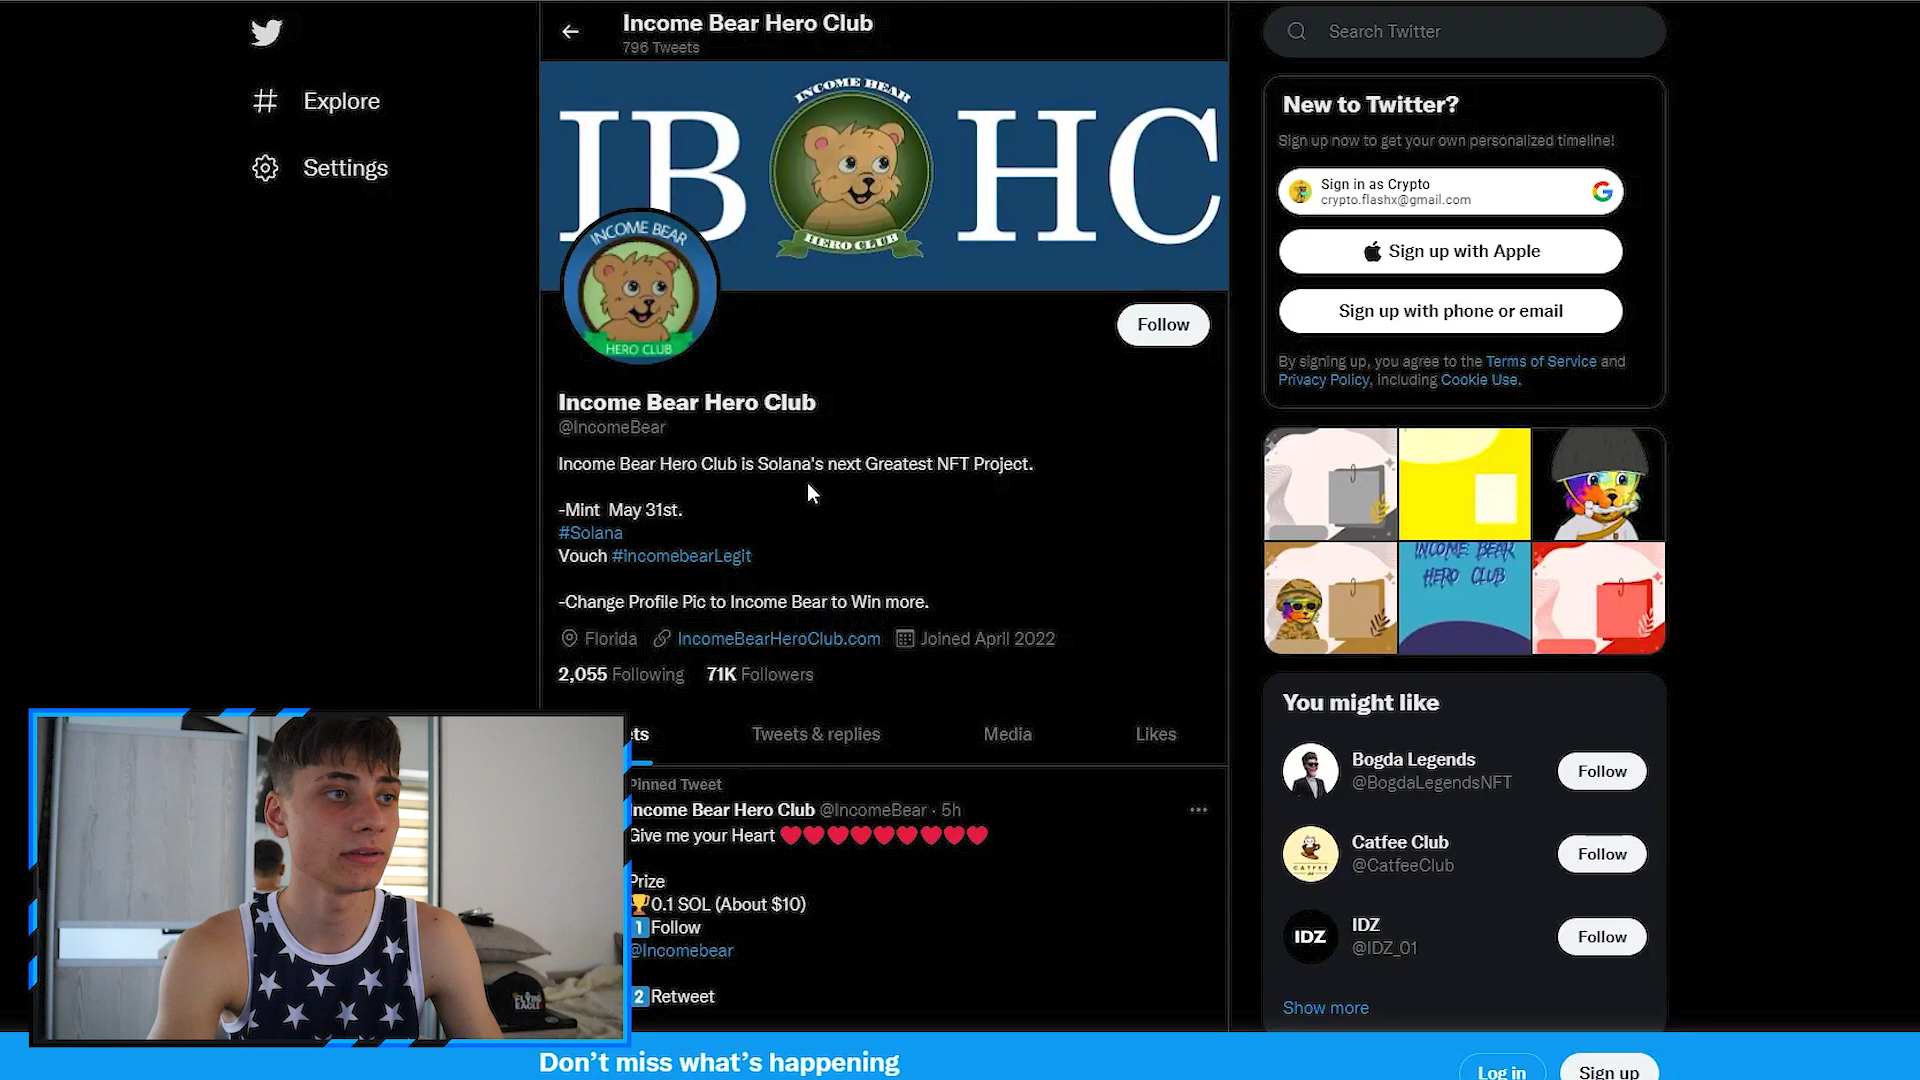 Explore
Settings
Income Bear Hero Club
796 Tweets
IB HC
INCOME BEAR
HERO CLUB
INCOME BEAR
HERO CLUB
Follow
Income Bear Hero Club
@IncomeBear
Income Bear Hero Club is Solana's next Greatest NFT Project.
-Mint May 31st.
#Solana
Vouch #incomebearLegit
-Change Profile Pic to Income Bear to Win more.
Florida IncomeBearHeroClub.com Joined April 2022
2,055 Following 71K Followers
ets Tweets & replies Media Likes
Pinned Tweet
Income Bear Hero Club @IncomeBear · 5h
Give me your Heart ❤❤❤❤❤❤❤❤❤
Prize
🏆0.1 SOL (About $10)
1 Follow
@Incomebear
2 Retweet
Search Twitter
New to Twitter?
Sign up now to get your own personalized timeline!
Sign in as Crypto
crypto.flashx@gmail.com
Sign up with Apple
Sign up with phone or email
By signing up, you agree to the Terms of Service and
Privacy Policy, including Cookie Use.
INCOME BEAR
HERO CLUB
You might like
Bogda Legends
@BogdaLegendsNFT
Follow
CATFEE
Catfee Club
@CatfeeClub
Follow
IDZ
IDZ
@IDZ_01
Follow
Show more
FLYING
EAGLE
Don't miss what's happening
Log in
Sign up